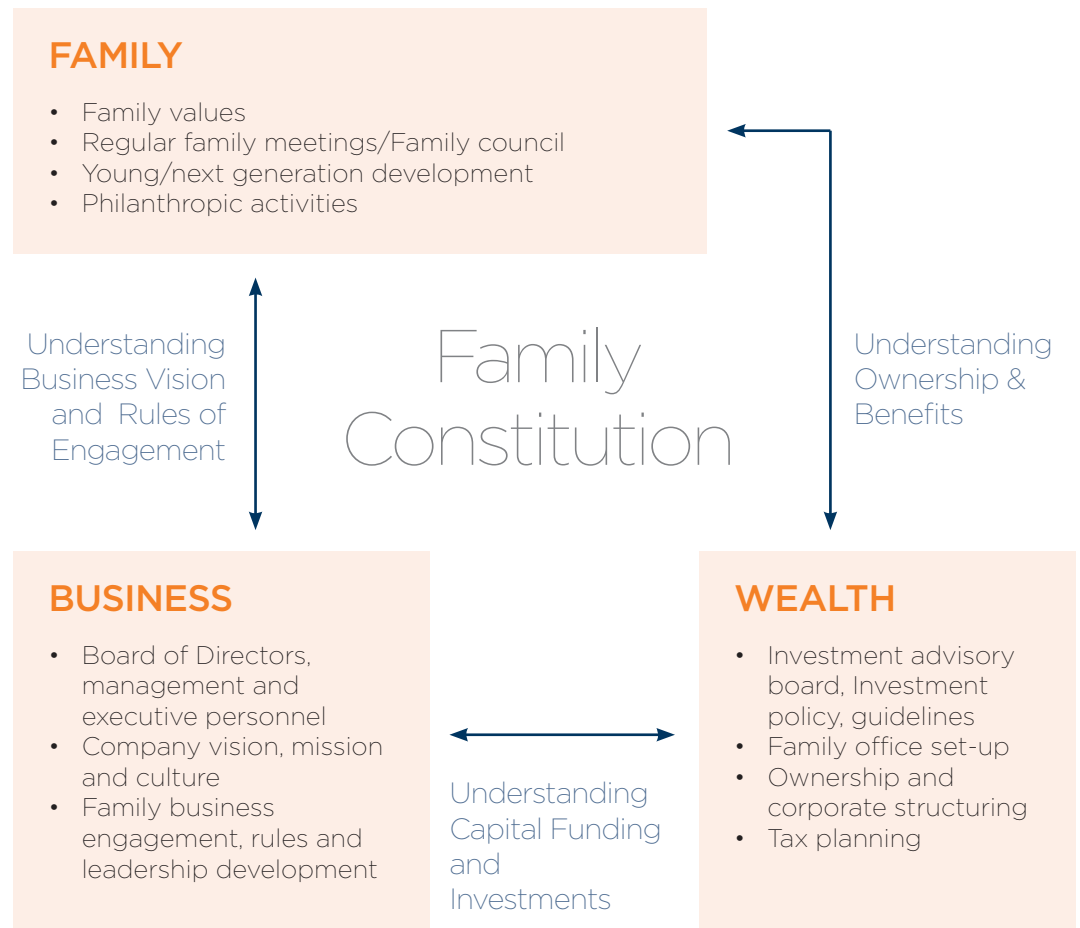 FAMILY
• Family values
• Regular family meetings/Family council
• Young/next generation development
• Philanthropic activities
Understanding
Business Vision
and Rules of
Engagement
Family
Constitution
Understanding
Ownership &
Benefits
BUSINESS
• Board of Directors,
management and
executive personnel
• Company vision, mission
and culture
• Family business
engagement, rules and
leadership development
Understanding
Capital Funding
and
Investments
WEALTH
• Investment advisory
board, Investment
policy, guidelines
• Family office set-up
• Ownership and
corporate structuring
• Tax planning